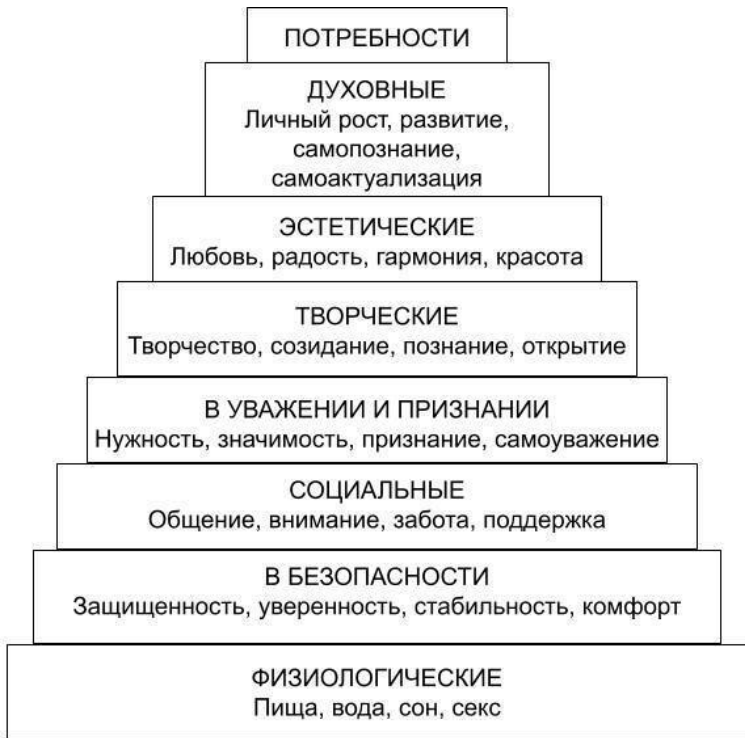 ПОТРЕБНОСТИ
ДУХОВНЫЕ
Личный рост, развитие,
самопознание,
самоактуализация
ЭСТЕТИЧЕСКИЕ
Любовь, радость, гармония, красота
ТВОРЧЕСКИЕ
Творчество, созидание, познание, открытие
В УВАЖЕНИИ И ПРИЗНАНИИ
Нужность, значимость, признание, самоуважение
СОЦИАЛЬНЫЕ
Общение, внимание, забота, поддержка
В БЕЗОПАСНОСТИ
Защищенность, уверенность, стабильность, комфорт
ФИЗИОЛОГИЧЕСКИЕ
Пища, вода, сон, секс